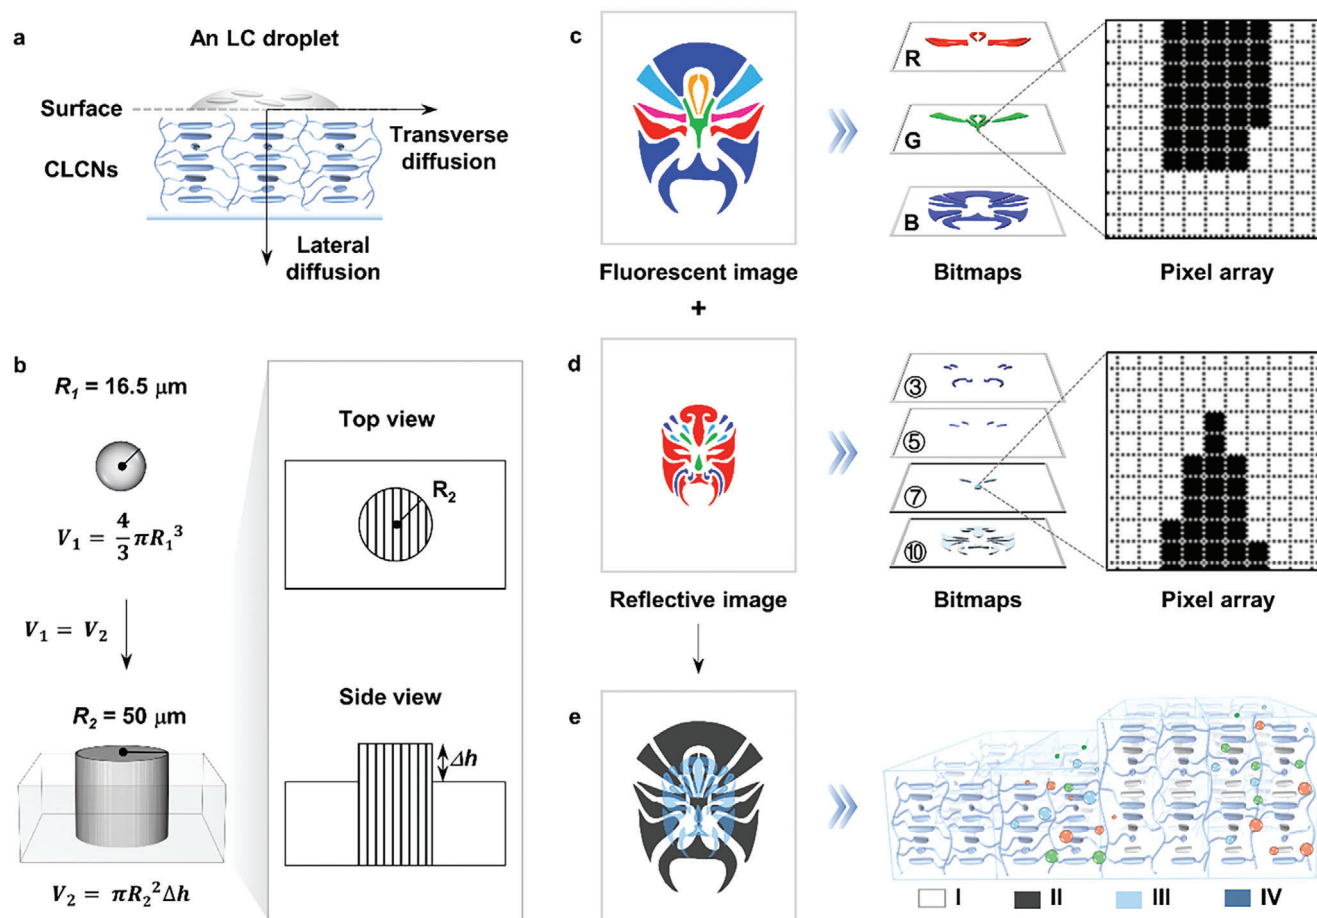 a
An LC droplet
Surface
CLCNs
Transverse
diffusion
Lateral
diffusion
b
R₁ = 16.5 μm
V₁ = 4/3 πR₁³
V₁ = V₂
R₂ = 50 μm
V₂ = πR₂²Δh
Top view
R₂
Side view
Δh
c
Fluorescent image
+
R
G
B
Bitmaps
Pixel array
d
Reflective image
③
⑤
⑦
⑩
Bitmaps
Pixel array
e
I II III IV